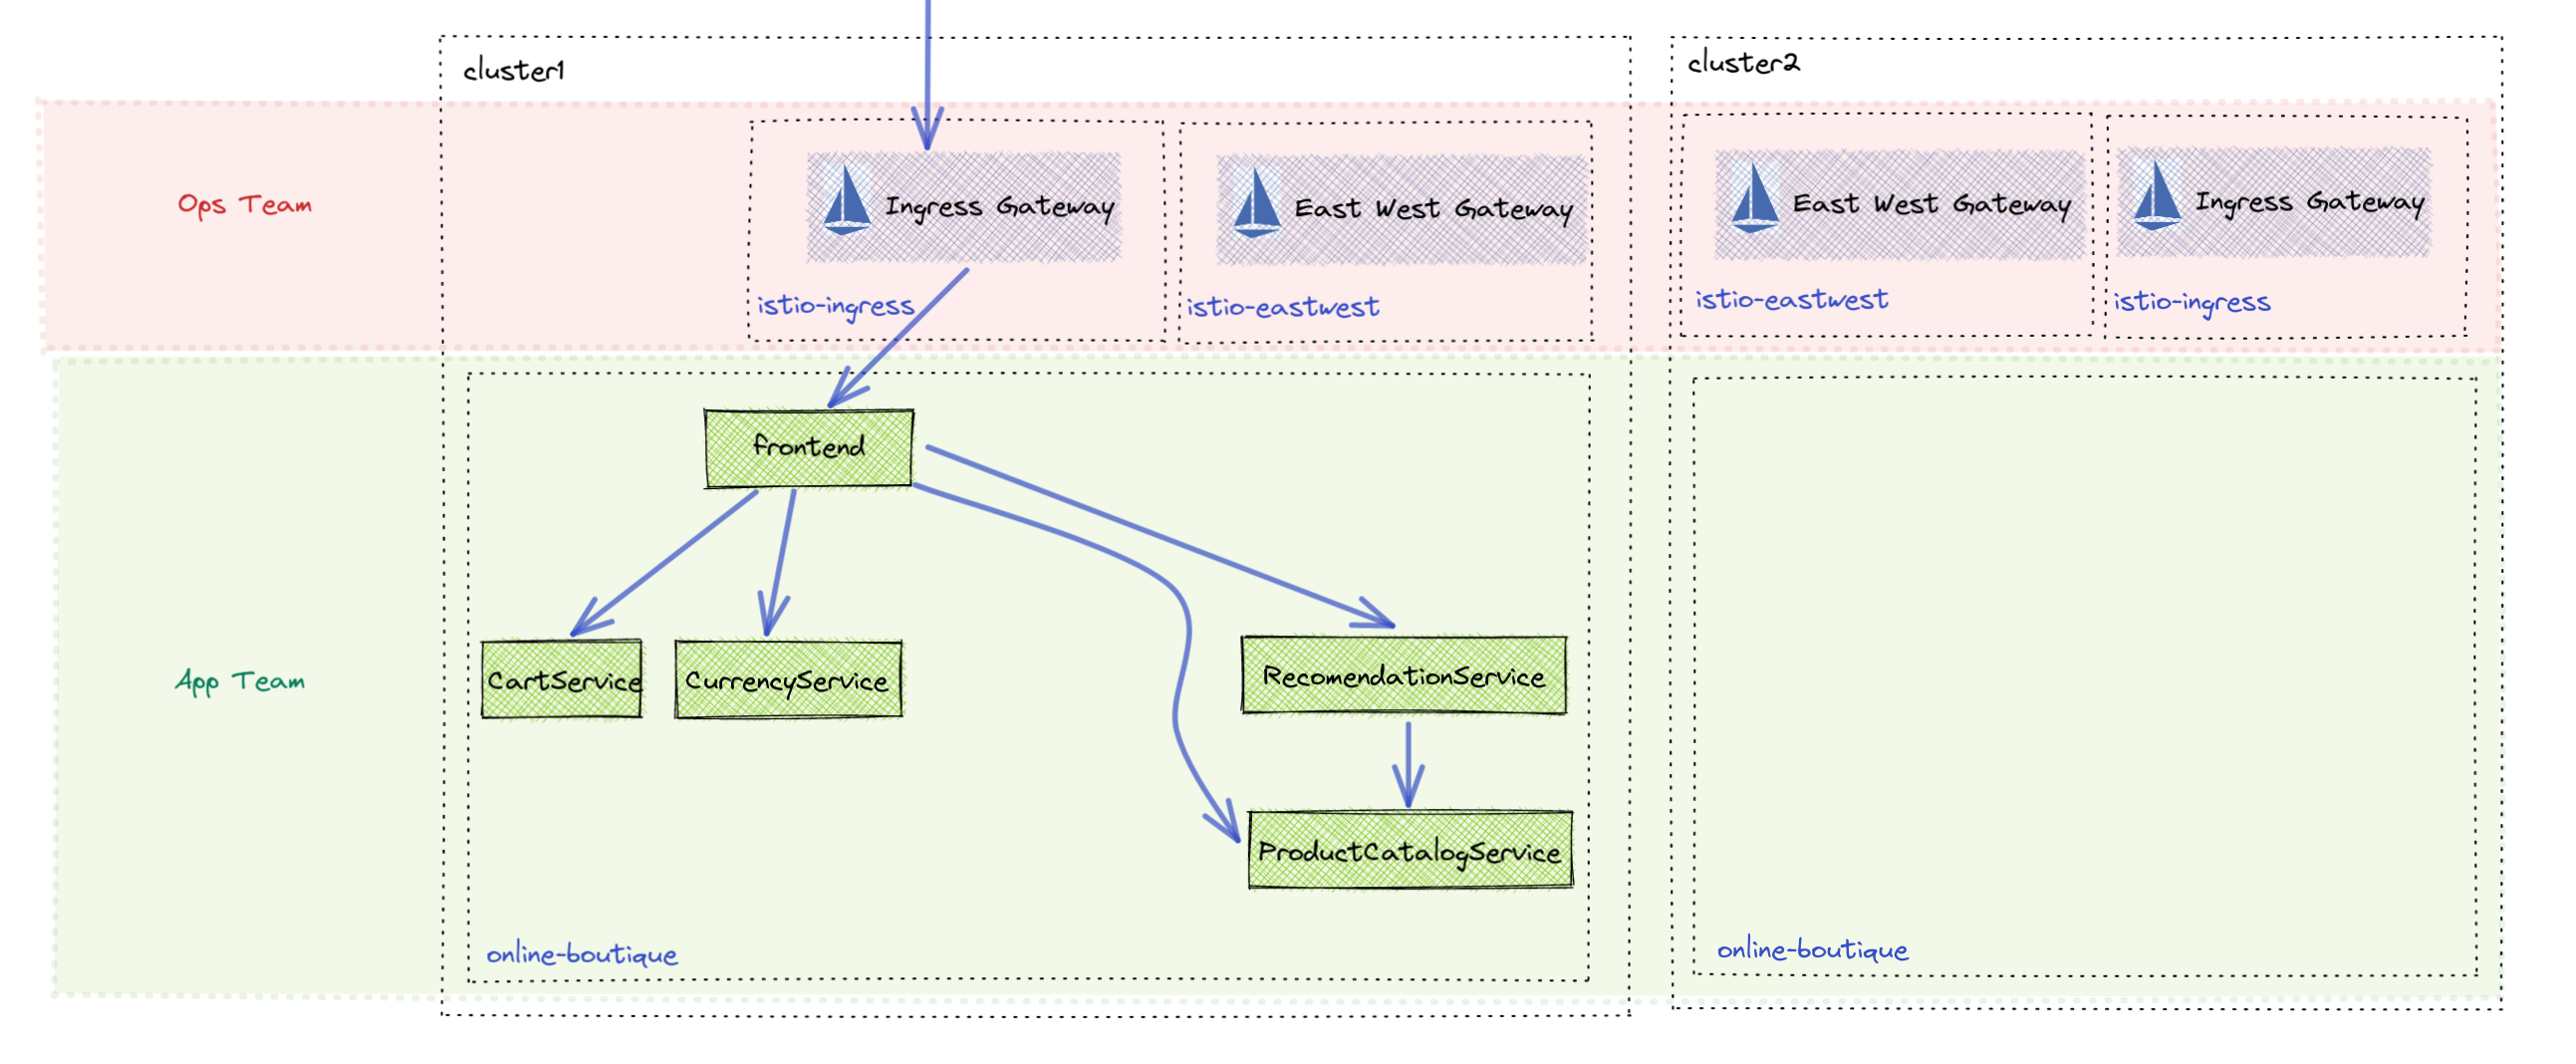 cluster1
cluster2
Ops Team
Ingress Gateway
East West Gateway
East West Gateway
Ingress Gateway
istio-ingress
istio-eastwest
istio-eastwest
istio-ingress
frontend
App Team
CartService
CurrencyService
RecomendationService
ProductCatalogService
online-boutique
online-boutique